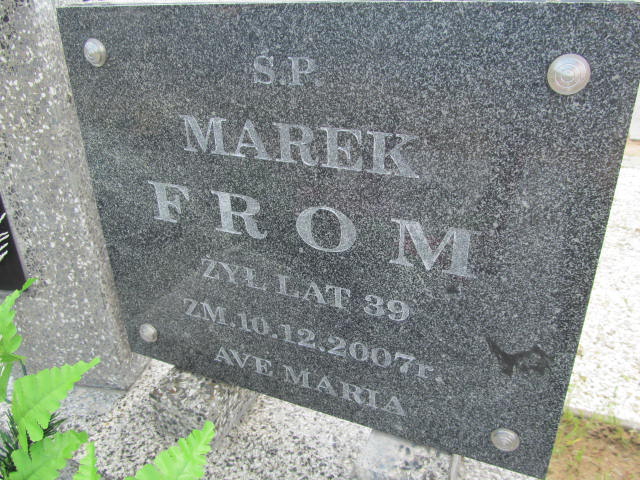 Ś.P.
MAREK
FROM
ŻYŁ LAT 39
ZM.10.12.2007r.
AVE MARIA